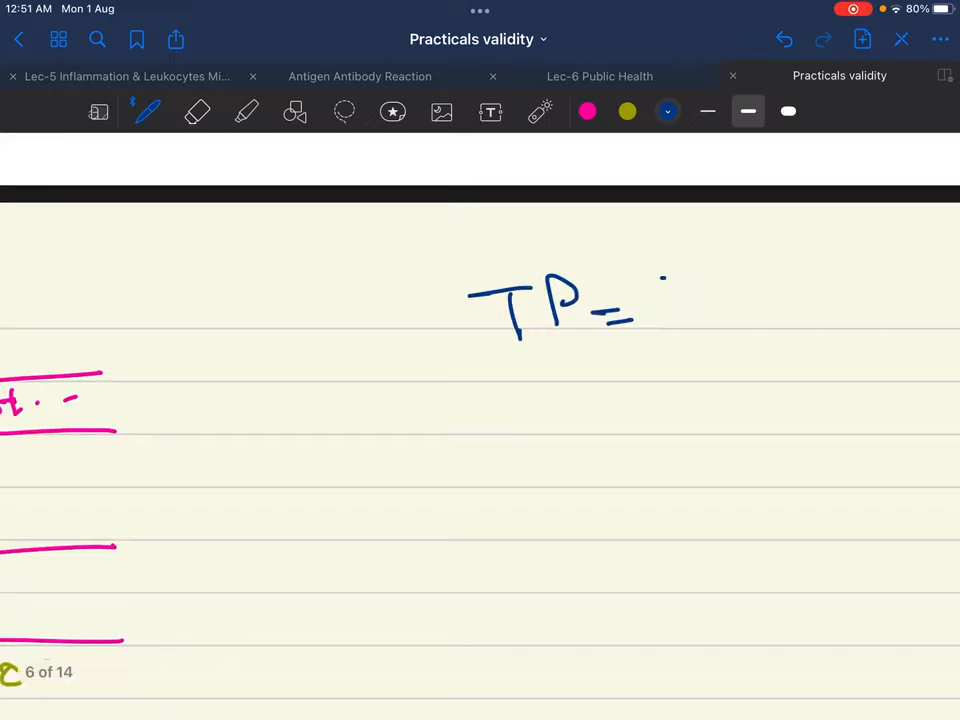 12:51 AM Mon 1 Aug 80%
Practicals validity
Lec-5 Inflammation & Leukocytes Mi... Antigen Antibody Reaction Lec-6 Public Health Practicals validity
T
TP =
t. -
6 of 14